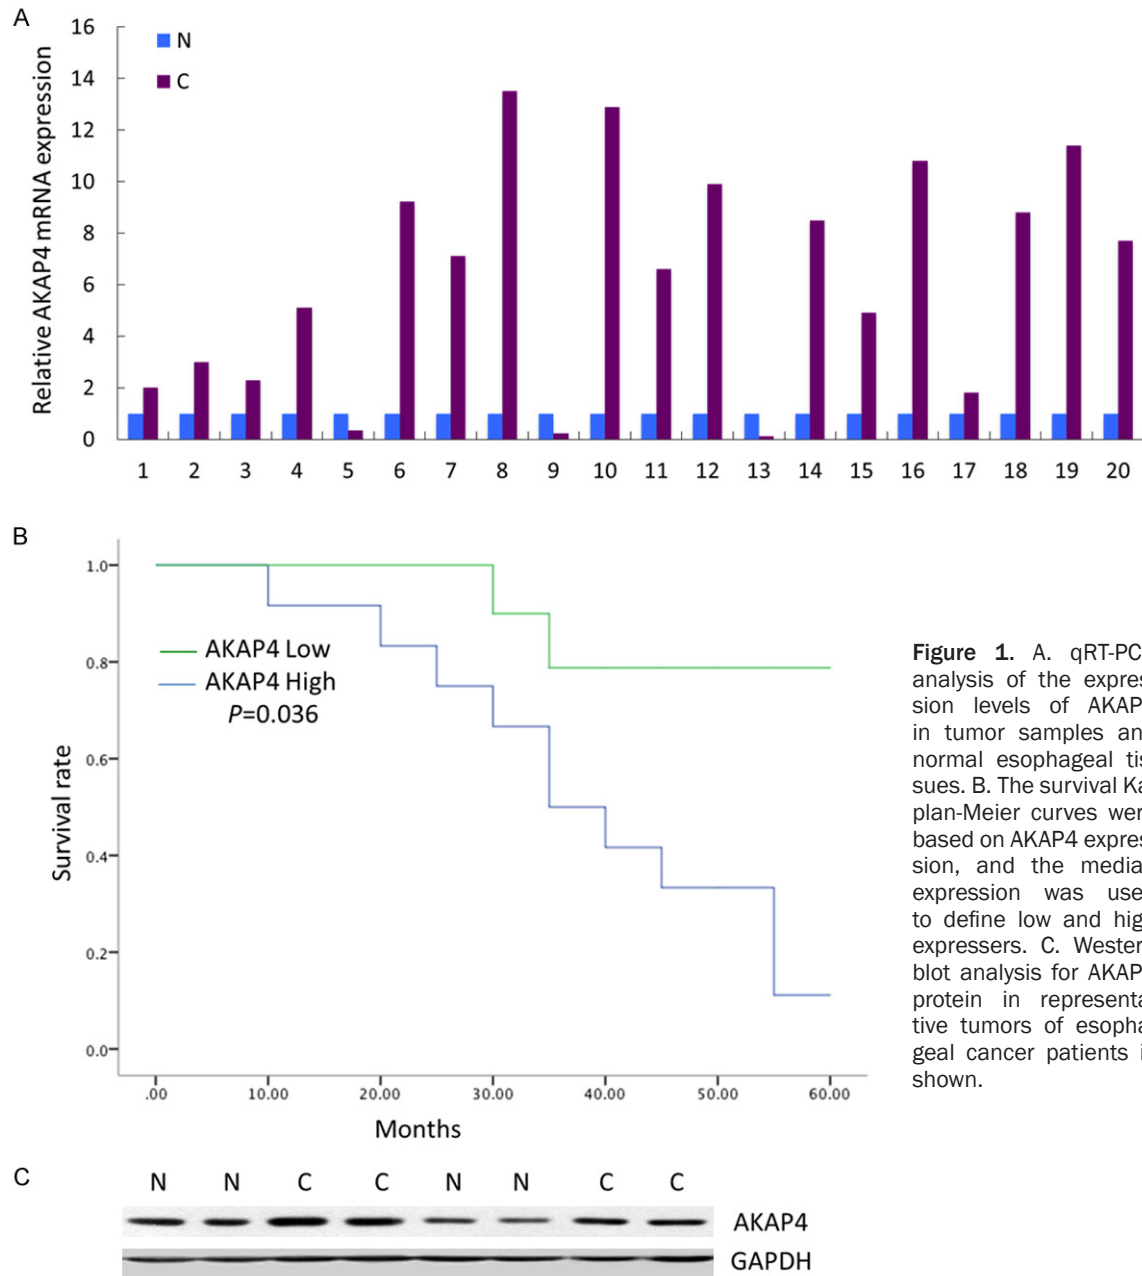 A
Relative AKAP4 mRNA expression
16
14
12
10
8
6
4
2
0
N
C
1 2 3 4 5 6 7 8 9 10 11 12 13 14 15 16 17 18 19 20
B
Survival rate
1.0
0.8
0.6
0.4
0.2
0.0
AKAP4 Low
AKAP4 High
P=0.036
.00 10.00 20.00 30.00 40.00 50.00 60.00
Months
Figure 1. A. qRT-PC
analysis of the expres
sion levels of AKAP
in tumor samples an
normal esophageal tis
sues. B. The survival Ka
plan-Meier curves wer
based on AKAP4 expres
sion, and the media
expression was use
to define low and hig
expressers. C. Wester
blot analysis for AKAP
protein in representa
tive tumors of esopha
geal cancer patients i
shown.
C
N N C C N N C C
AKAP4
GAPDH